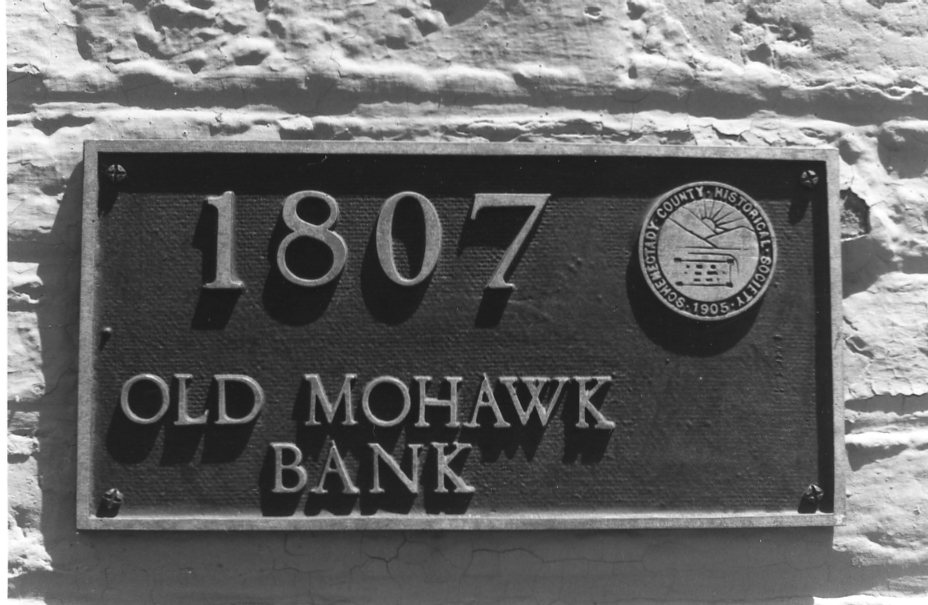 1807
SCHENECTADY COUNTY · HISTORICAL · SOCIETY · 1905 ·
OLD MOHAWK
BANK